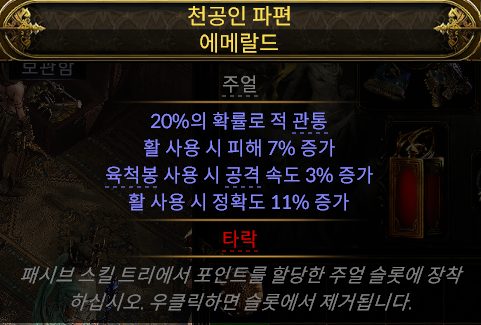 천공인 파편
에메랄드
보관함
주얼
20%의 확률로 적 관통
활 사용 시 피해 7% 증가
육척봉 사용 시 공격 속도 3% 증가
활 사용 시 정확도 11% 증가
타락
패시브 스킬 트리에서 포인트를 할당한 주얼 슬롯에 장착
하십시오. 우클릭하면 슬롯에서 제거됩니다.